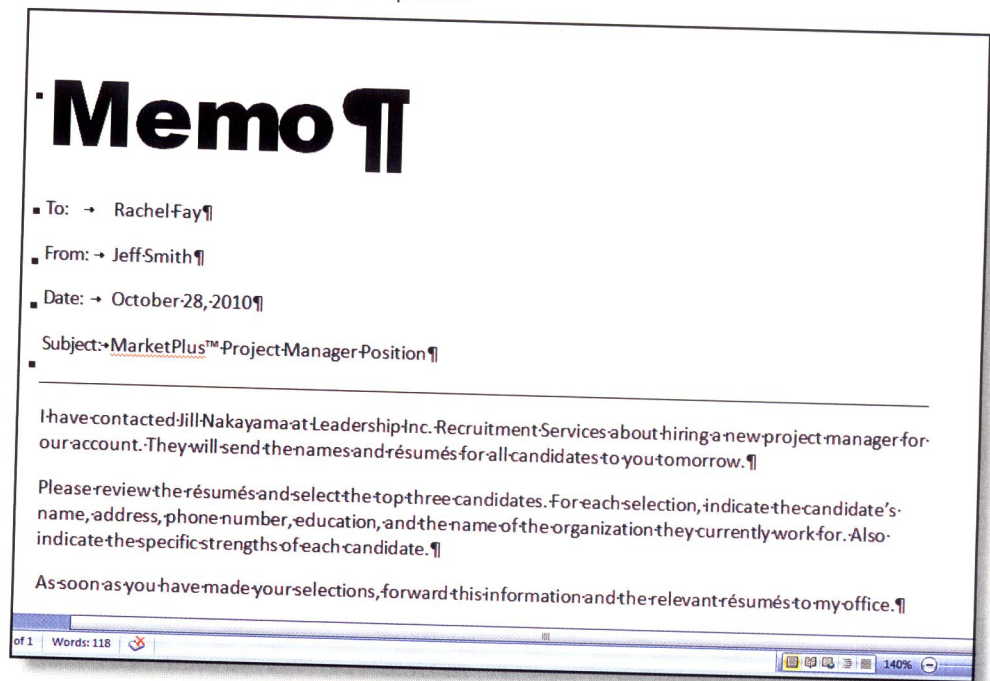 Memo¶
To: → Rachel·Fay¶
From: → Jeff·Smith¶
Date: → October·28,·2010¶
Subject:→MarketPlus™·Project·Manager·Position¶
I·have·contacted·Jill·Nakayama·at·Leadership·Inc.·Recruitment·Services·about·hiring·a·new·project·manager·for·
our·account.·They·will·send·the·names·and·résumés·for·all·candidates·to·you·tomorrow.¶
Please·review·the·résumés·and·select·the·top·three·candidates.·For·each·selection,·indicate·the·candidate’s·
name,·address,·phone·number,·education,·and·the·name·of·the·organization·they·currently·work·for.·Also·
indicate·the·specific·strengths·of·each·candidate.¶
As·soon·as·you·have·made·your·selections,·forward·this·information·and·the·relevant·résumés·to·my·office.¶
of 1 Words: 118 140%